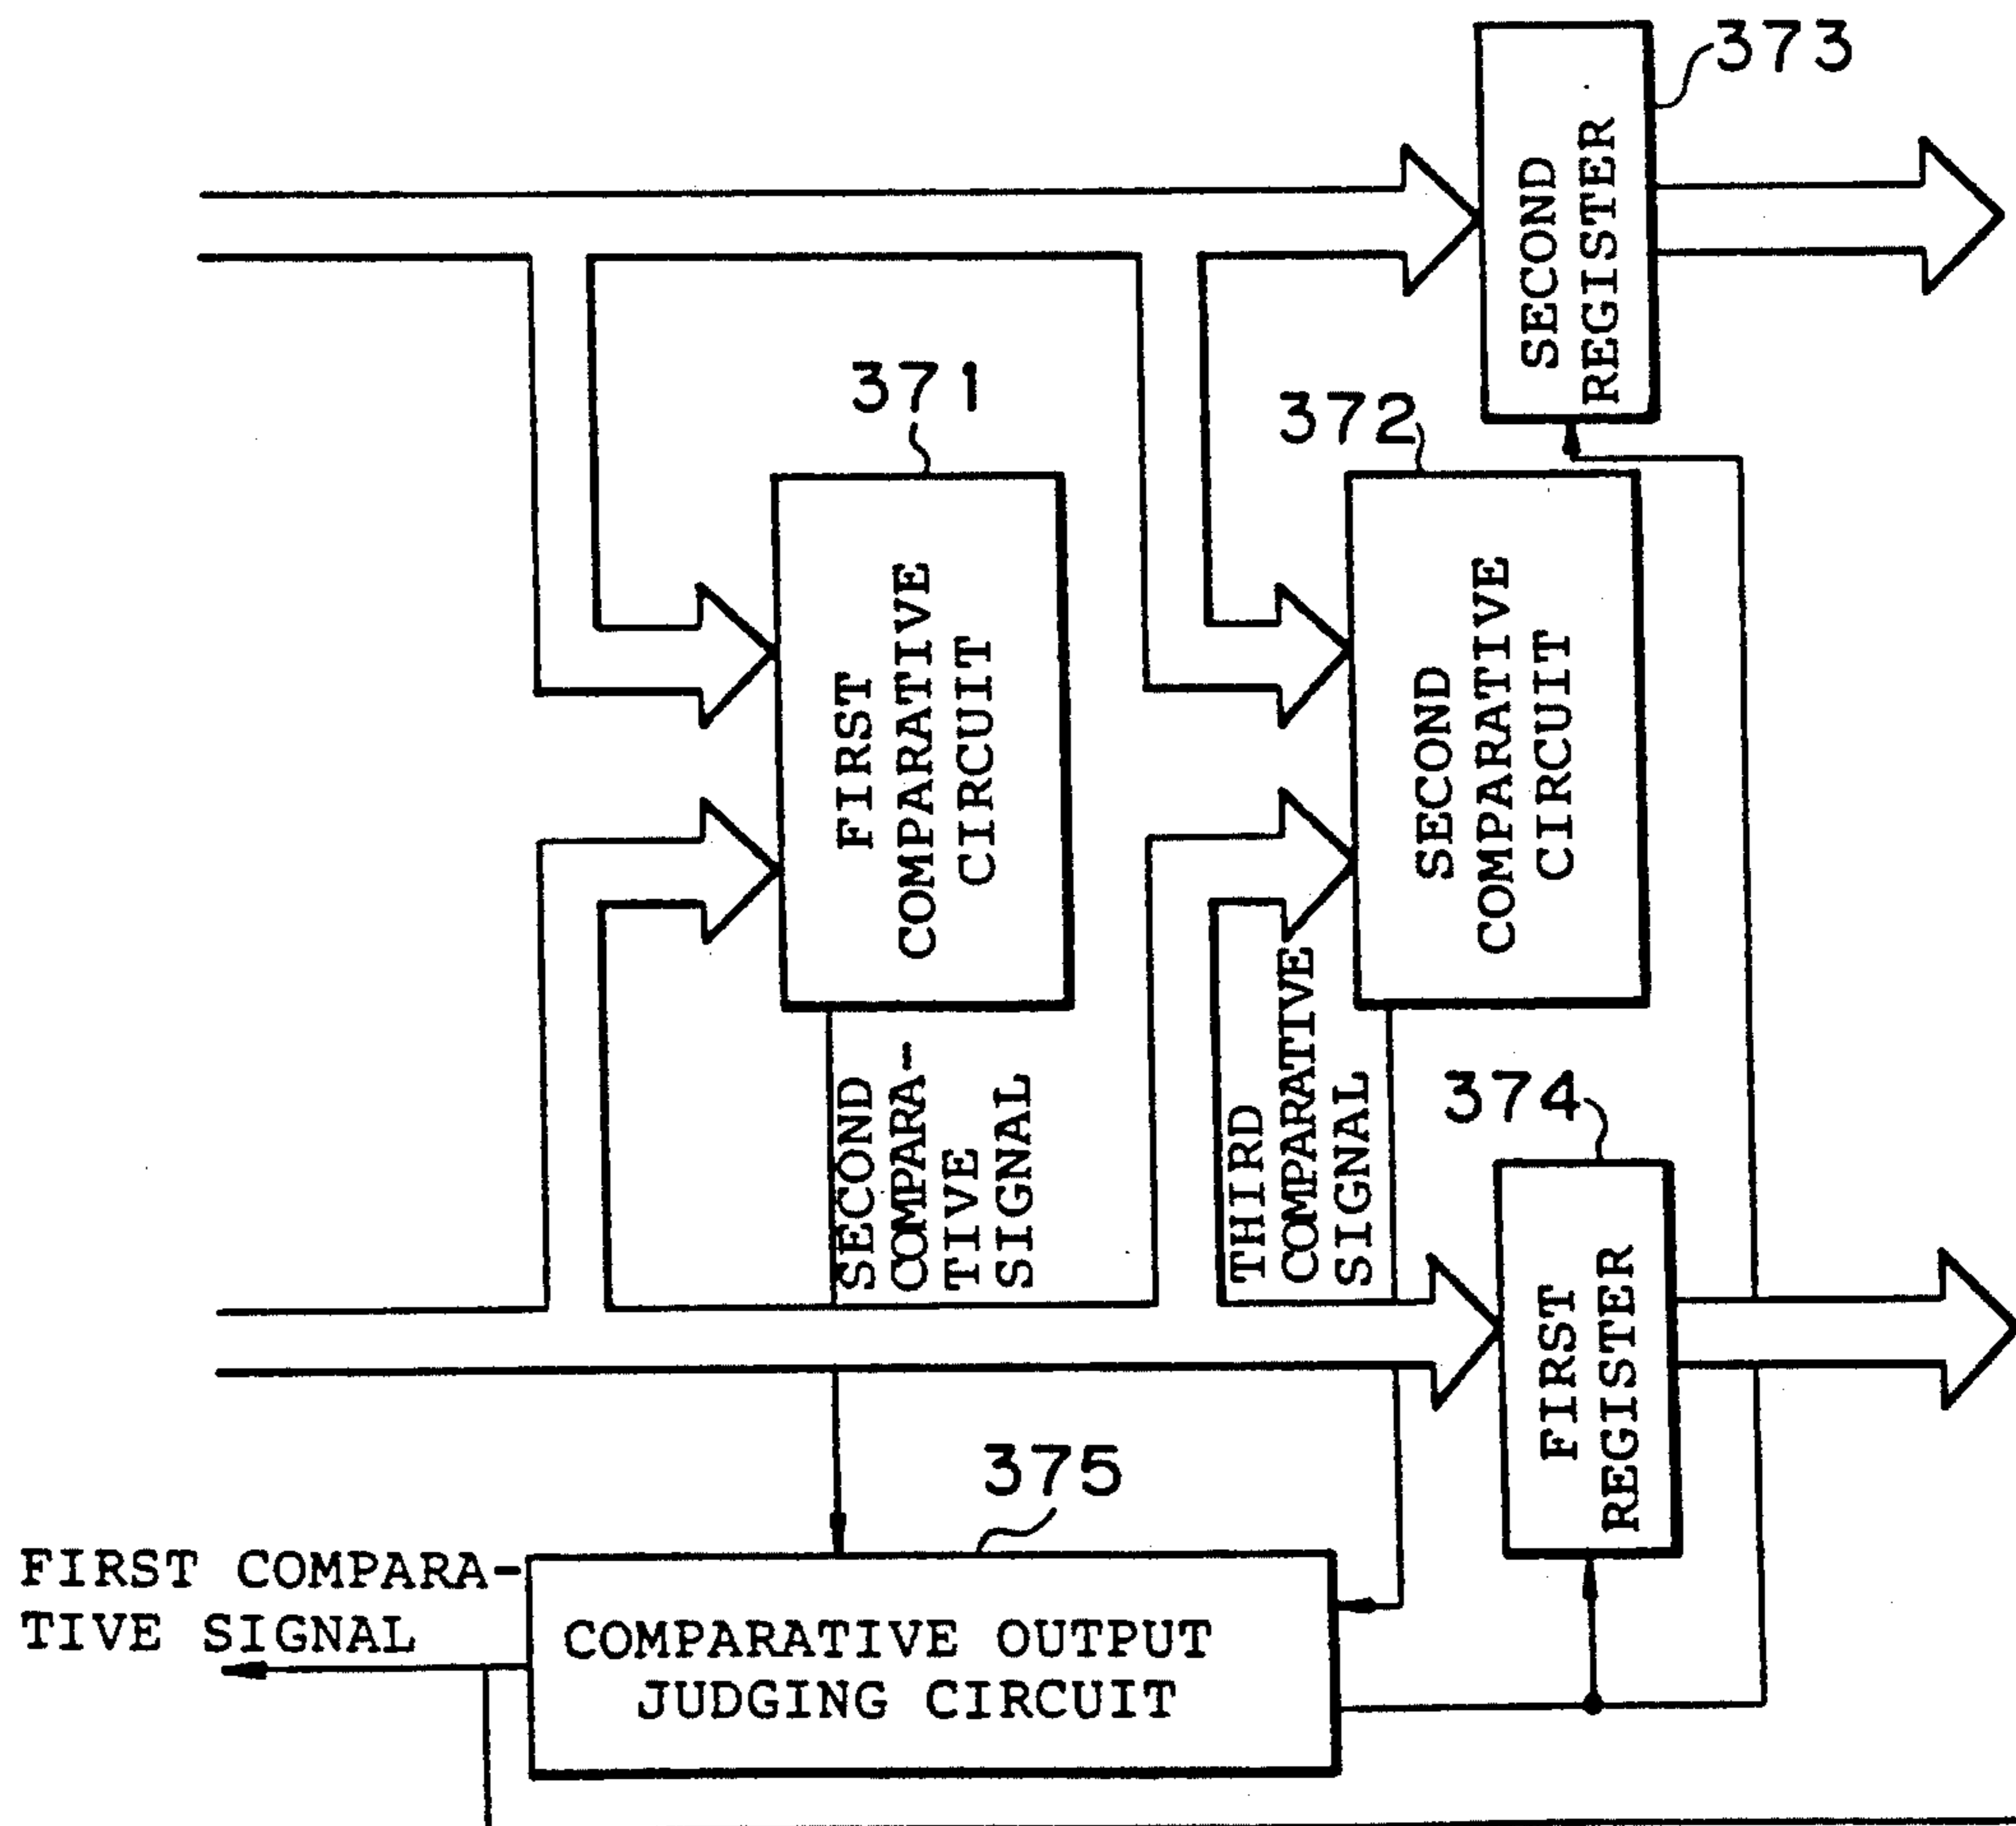 373
SECOND
REGISTER
371
372
FIRST
COMPARATIVE
CIRCUIT
SECOND
COMPARATIVE
CIRCUIT
SECOND
COMPARA-
TIVE
SIGNAL
THIRD
COMPARATIVE
SIGNAL
374
FIRST
REGISTER
375
FIRST COMPARA-
TIVE SIGNAL
COMPARATIVE OUTPUT
JUDGING CIRCUIT